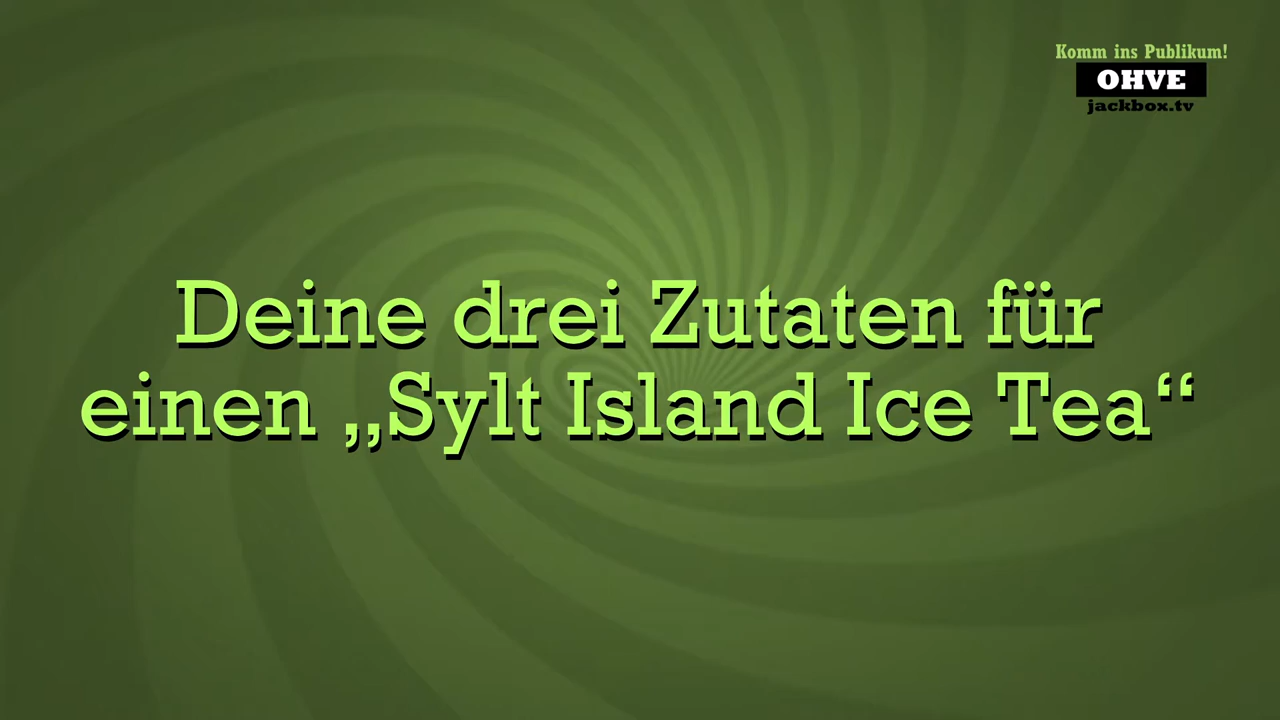 Komm ins Publikum!
OHVE
jackbox.tv
Deine drei Zutaten für
einen „Sylt Island Ice Tea“